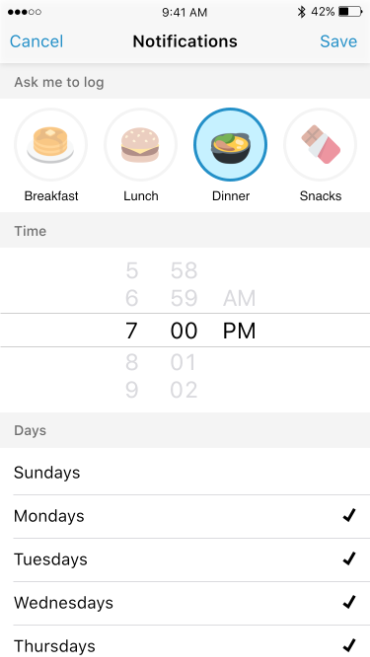 9:41 AM 42%
Cancel Notifications Save
Ask me to log
Breakfast Lunch Dinner Snacks
Time
5 58
6 59 AM
7 00 PM
8 01
9 02
Days
Sundays
Mondays
Tuesdays
Wednesdays
Thursdays